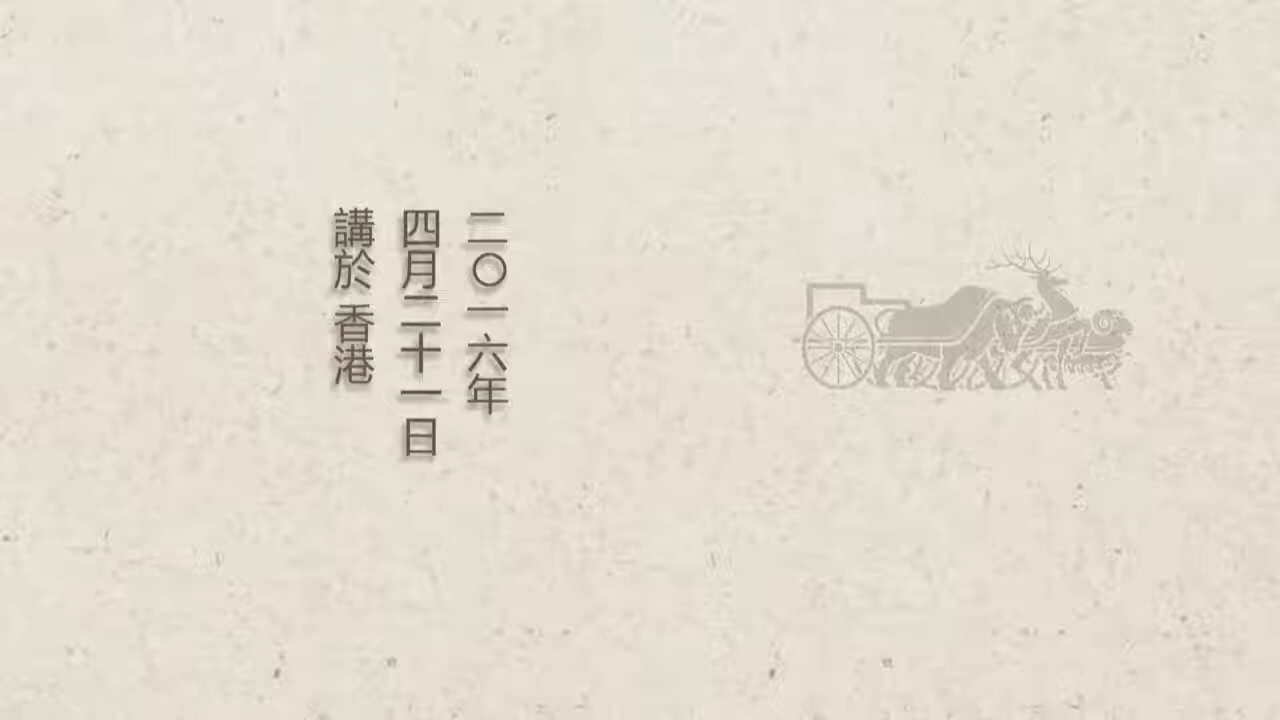 二〇一六年
四月二十一日
講於 香港